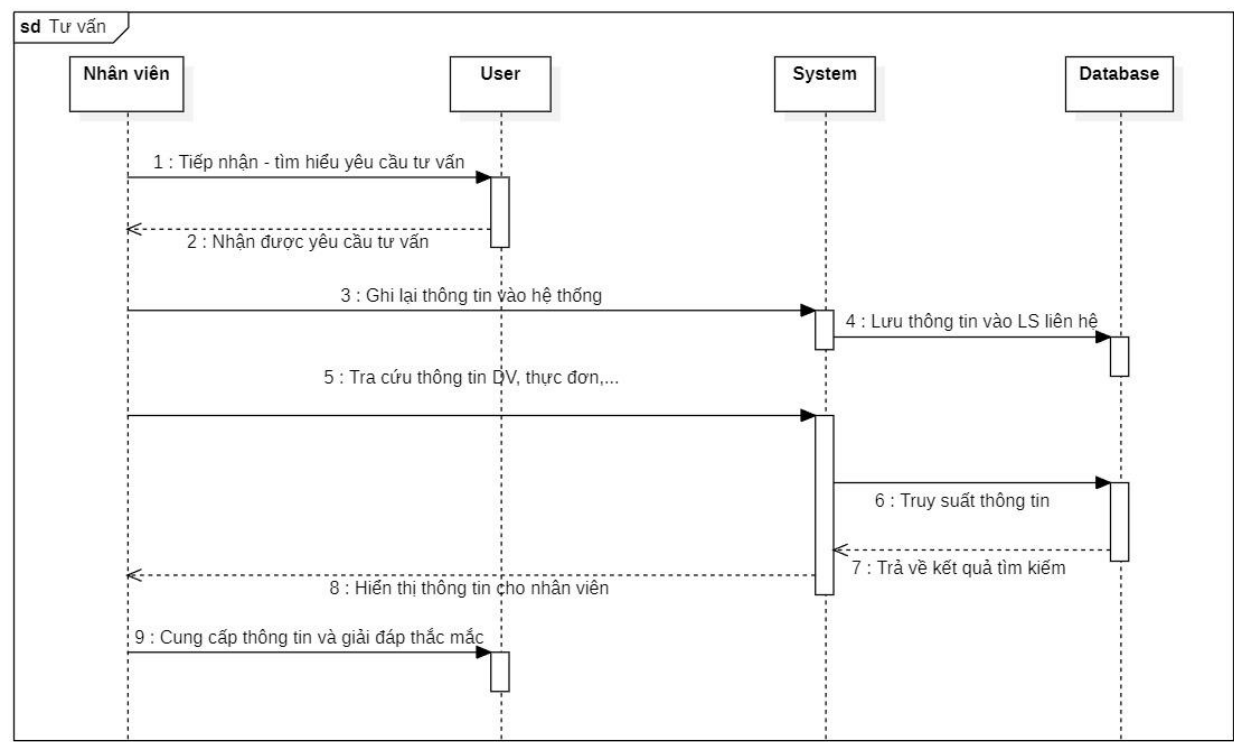 sd Tư vấn
Nhân viên
User
System
Database
1 : Tiếp nhận - tìm hiểu yêu cầu tư vấn
2 : Nhận được yêu cầu tư vấn
3 : Ghi lại thông tin vào hệ thống
4 : Lưu thông tin vào LS liên hệ
5 : Tra cứu thông tin DV, thực đơn,...
6 : Truy suất thông tin
7 : Trả về kết quả tìm kiếm
8 : Hiển thị thông tin cho nhân viên
9 : Cung cấp thông tin và giải đáp thắc mắc